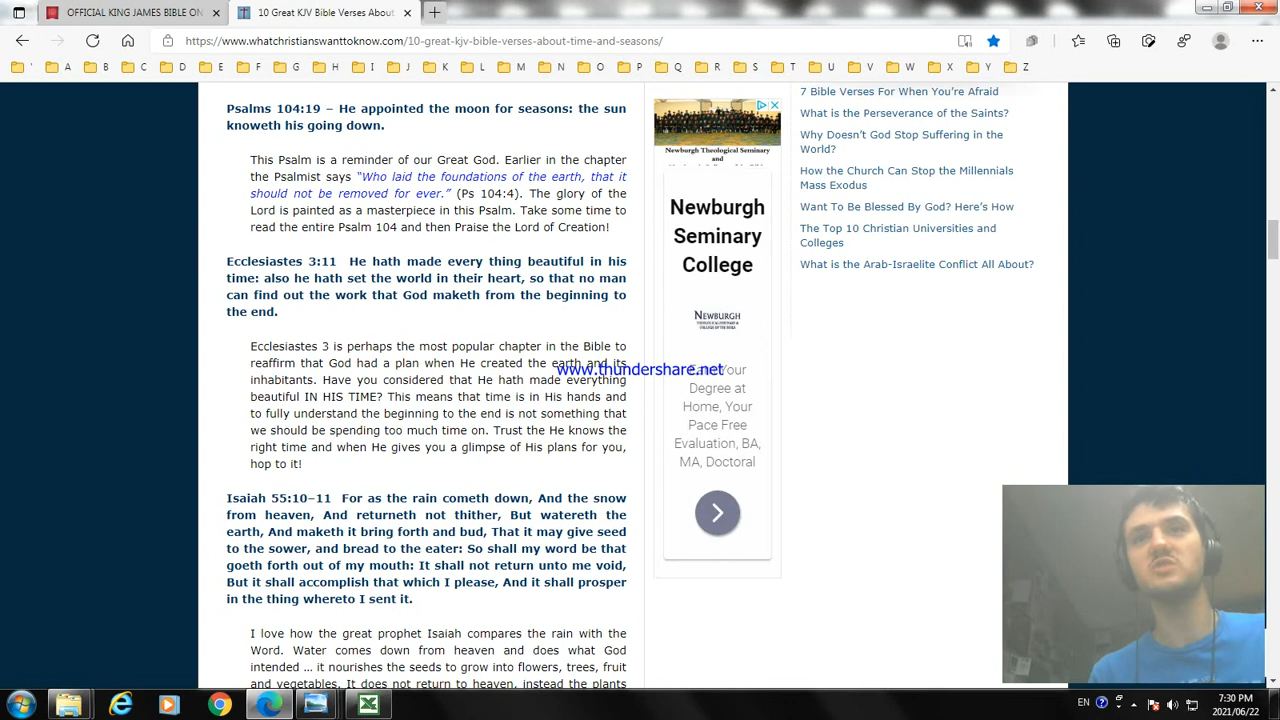 OFFICIAL KING JAMES BIBLE ON
10 Great KJV Bible Verses About
https://www.whatchristianswanttoknow.com/10-great-kjv-bible-verses-about-time-and-seasons/
' A B C D E F G H I J K L M N O P Q R S T U V W X Y Z
Psalms 104:19 – He appointed the moon for seasons: the sun
knoweth his going down.
This Psalm is a reminder of our Great God. Earlier in the chapter
the Psalmist says “Who laid the foundations of the earth, that it
should not be removed for ever.” (Ps 104:4). The glory of the
Lord is painted as a masterpiece in this Psalm. Take some time to
read the entire Psalm 104 and then Praise the Lord of Creation!
Ecclesiastes 3:11 He hath made every thing beautiful in his
time: also he hath set the world in their heart, so that no man
can find out the work that God maketh from the beginning to
the end.
Ecclesiastes 3 is perhaps the most popular chapter in the Bible to
reaffirm that God had a plan when He created the earth and its
inhabitants. Have you considered that He hath made everything
beautiful IN HIS TIME? This means that time is in His hands and
to fully understand the beginning to the end is not something that
we should be spending too much time on. Trust the He knows the
right time and when He gives you a glimpse of His plans for you,
hop to it!
Isaiah 55:10–11 For as the rain cometh down, And the snow
from heaven, And returneth not thither, But watereth the
earth, And maketh it bring forth and bud, That it may give seed
to the sower, and bread to the eater: So shall my word be that
goeth forth out of my mouth: It shall not return unto me void,
But it shall accomplish that which I please, And it shall prosper
in the thing whereto I sent it.
I love how the great prophet Isaiah compares the rain with the
Word. Water comes down from heaven and does what God
intended … it nourishes the seeds to grow into flowers, trees, fruit
and vegetables. It does not return to heaven, instead the plants
Newburgh Theological Seminary
and
Newburgh
Seminary
College
NEWBURGH
www.thundershare.net
Your
Degree at
Home, Your
Pace Free
Evaluation, BA,
MA, Doctoral
7 Bible Verses For When You’re Afraid
What is the Perseverance of the Saints?
Why Doesn’t God Stop Suffering in the
World?
How the Church Can Stop the Millennials
Mass Exodus
Want To Be Blessed By God? Here’s How
The Top 10 Christian Universities and
Colleges
What is the Arab-Israelite Conflict All About?
EN
7:30 PM
2021/06/22